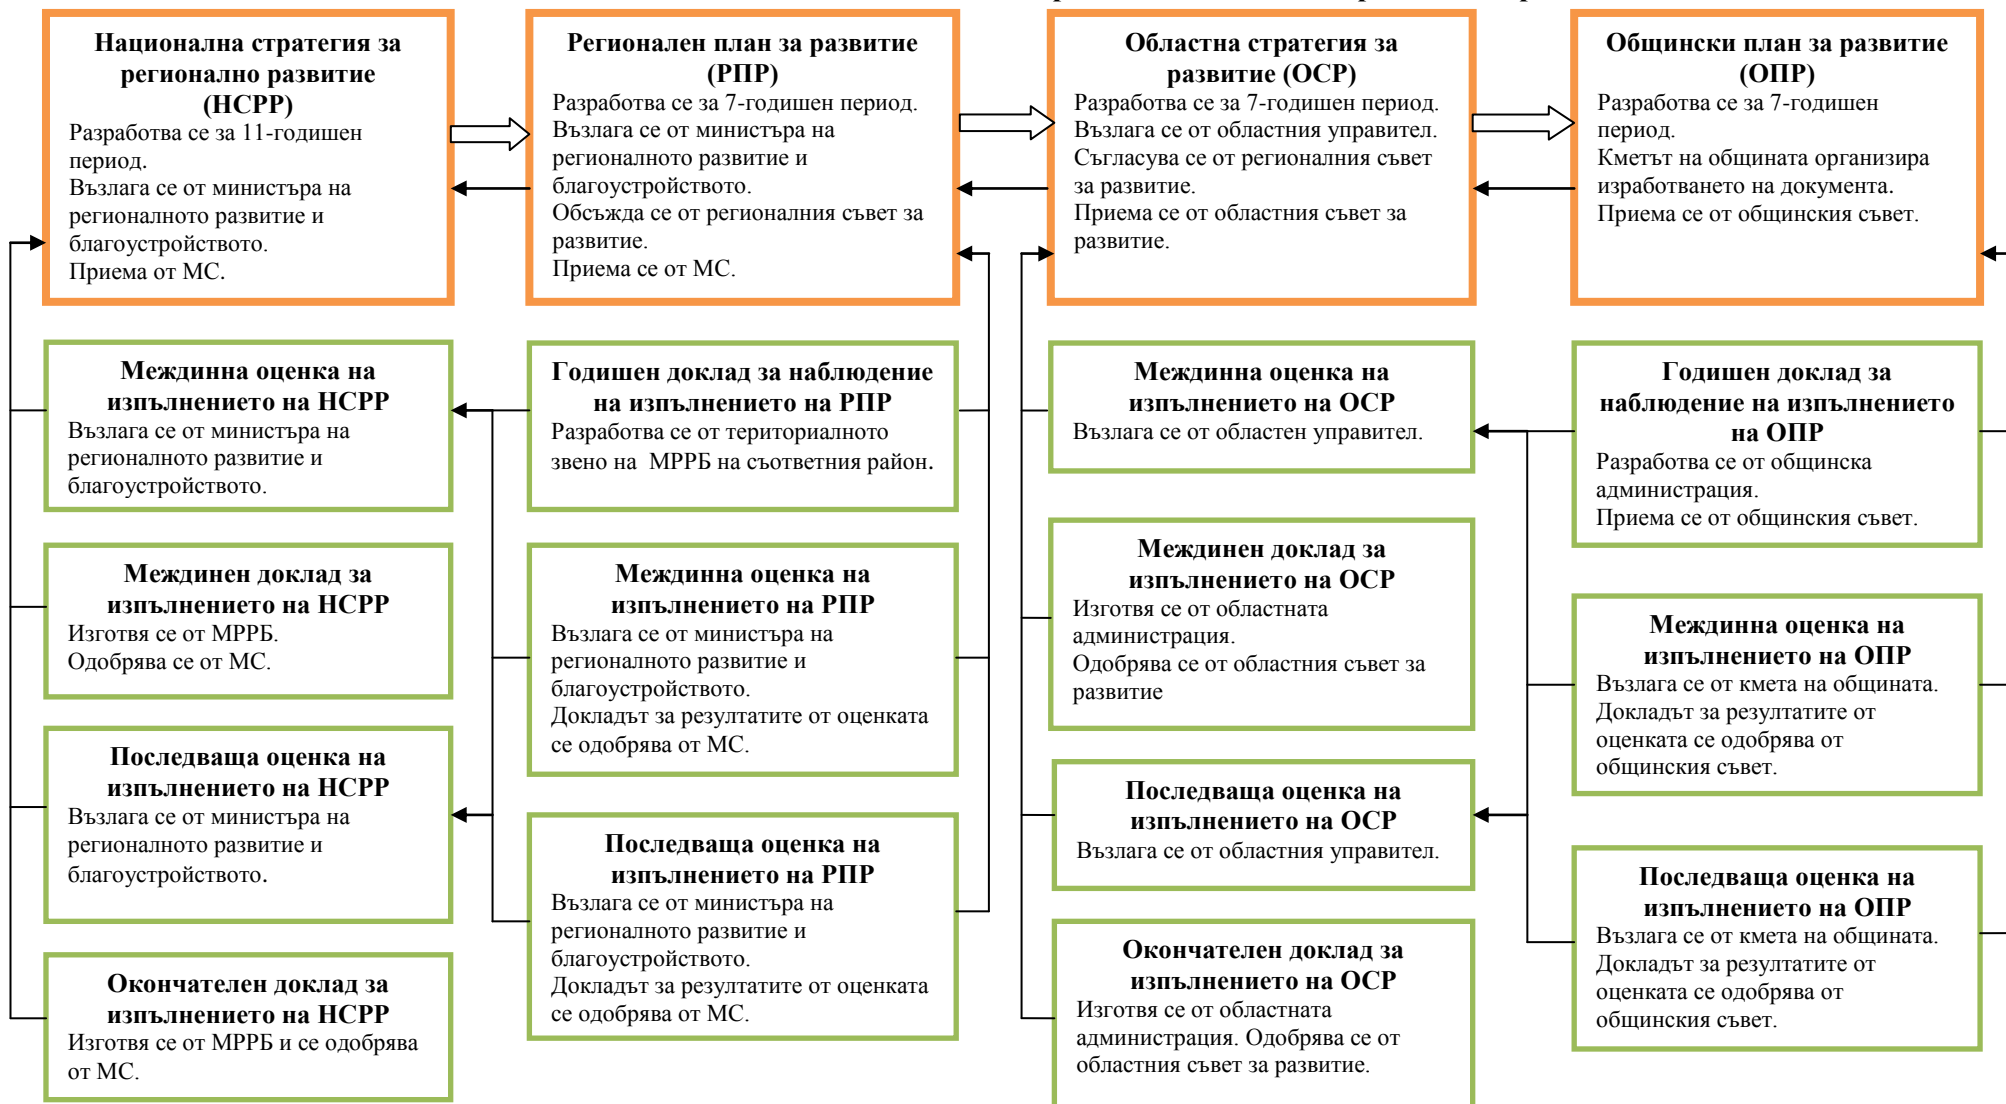 Национална стратегия за
регионално развитие
(НСРР)
Разработва се за 11-годишен
период.
Възлага се от министъра на
регионалното развитие и
благоустройството.
Приема от МС.
Регионален план за развитие
(РПР)
Разработва се за 7-годишен период.
Възлага се от министъра на
регионалното развитие и
благоустройството.
Обсъжда се от регионалния съвет за
развитие.
Приема се от МС.
Областна стратегия за
развитие (ОСР)
Разработва се за 7-годишен период.
Възлага се от областния управител.
Съгласува се от регионалния съвет
за развитие.
Приема се от областния съвет за
развитие.
Общински план за развитие
(ОПР)
Разработва се за 7-годишен
период.
Кметът на общината организира
изработването на документа.
Приема се от общинския съвет.
Междинна оценка на
изпълнението на НСРР
Възлага се от министъра на
регионалното развитие и
благоустройството.
Междинен доклад за
изпълнението на НСРР
Изготвя се от МРРБ.
Одобрява се от МС.
Последваща оценка на
изпълнението на НСРР
Възлага се от министъра на
регионалното развитие и
благоустройството.
Окончателен доклад за
изпълнението на НСРР
Изготвя се от МРРБ и се одобрява
от МС.
Годишен доклад за наблюдение
на изпълнението на РПР
Разработва се от териториалното
звено на МРРБ на съответния район.
Междинна оценка на
изпълнението на РПР
Възлага се от министъра на
регионалното развитие и
благоустройството.
Докладът за резултатите от оценката
се одобрява от МС.
Последваща оценка на
изпълнението на РПР
Възлага се от министъра на
регионалното развитие и
благоустройството.
Докладът за резултатите от оценката
се одобрява от МС.
Междинна оценка на
изпълнението на ОСР
Възлага се от областен управител.
Междинен доклад за
изпълнението на ОСР
Изготвя се от областната
администрация.
Одобрява се от областния съвет за
развитие
Последваща оценка на
изпълнението на ОСР
Възлага се от областния управител.
Окончателен доклад за
изпълнението на ОСР
Изготвя се от областната
администрация. Одобрява се от
областния съвет за развитие.
Годишен доклад за
наблюдение на изпълнението
на ОПР
Разработва се от общинска
администрация.
Приема се от общинския съвет.
Междинна оценка на
изпълнението на ОПР
Възлага се от кмета на общината.
Докладът за резултатите от
оценката се одобрява от
общинския съвет.
Последваща оценка на
изпълнението на ОПР
Възлага се от кмета на общината.
Докладът за резултатите от
оценката се одобрява от
общинския съвет.